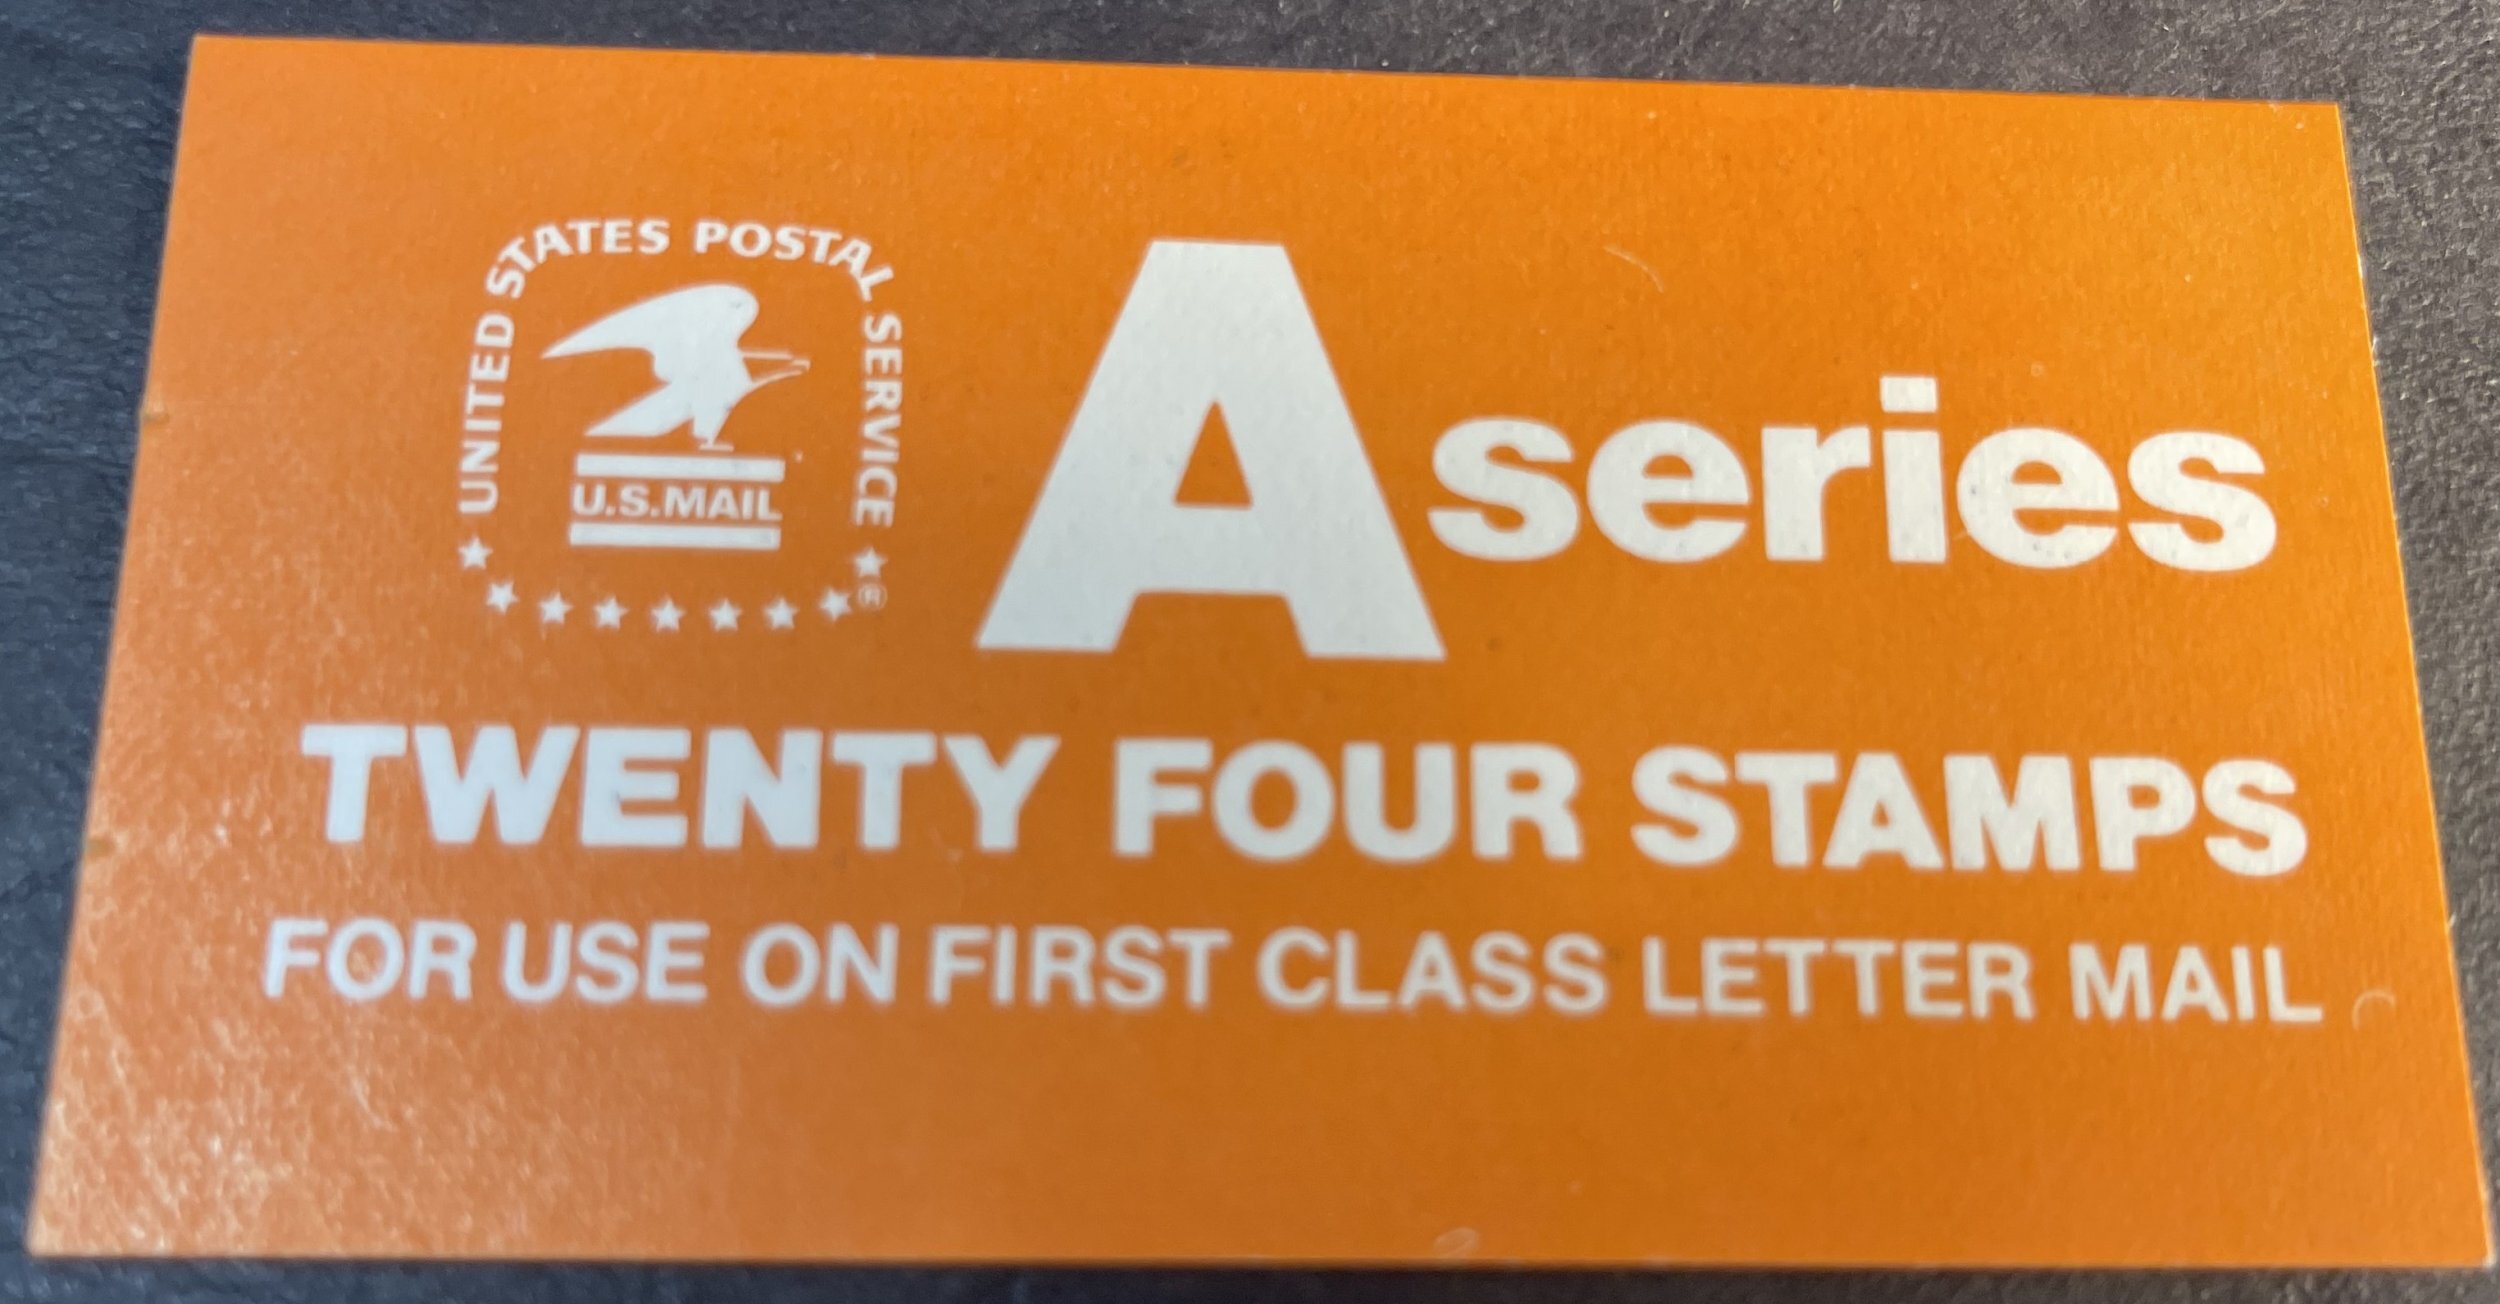 UNITED STATES POSTAL SERVICE ®
U.S.MAIL
A series
TWENTY FOUR STAMPS
FOR USE ON FIRST CLASS LETTER MAIL